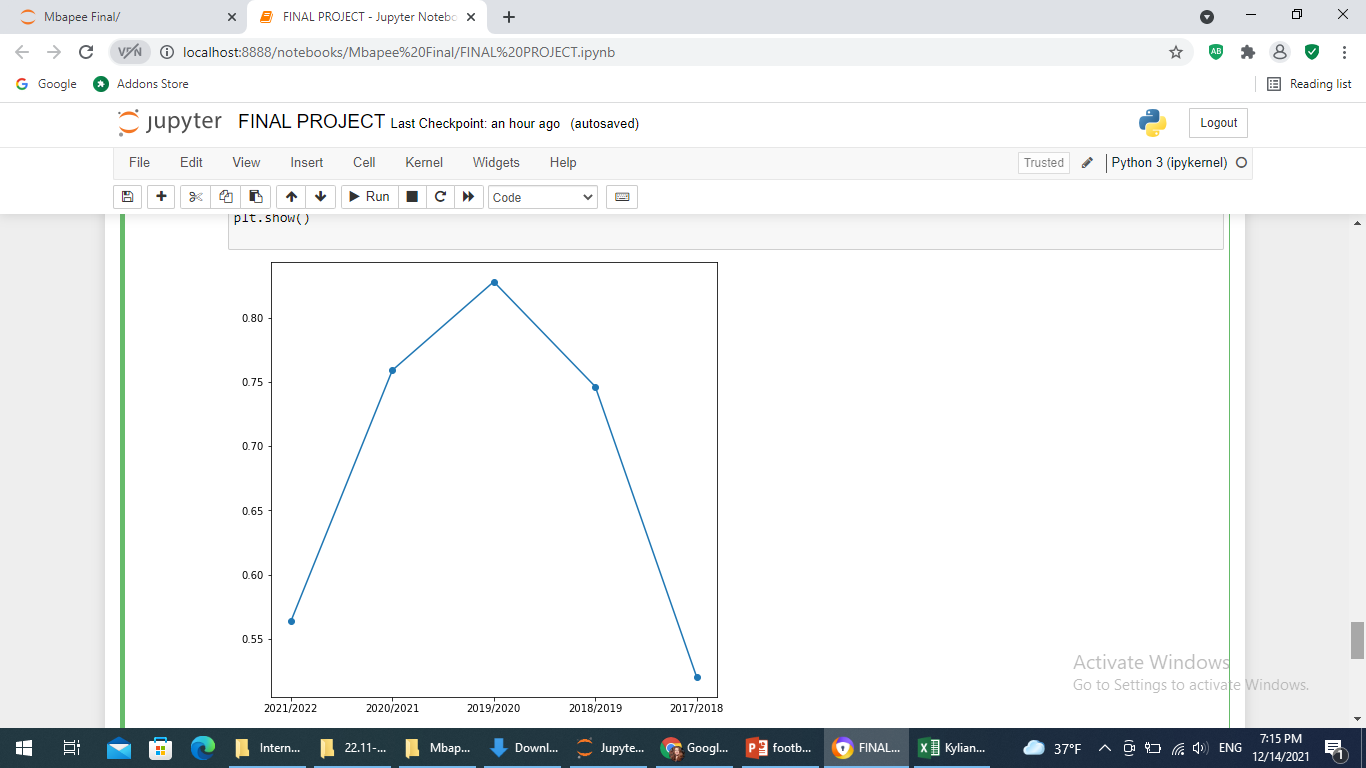 Mbapee Final/
FINAL PROJECT - Jupyter Notebo
VPN
localhost:8888/notebooks/Mbapee%20Final/FINAL%20PROJECT.ipynb
AB
Google
Addons Store
Reading list
jupyter
FINAL PROJECT Last Checkpoint: an hour ago (autosaved)
Logout
File Edit View Insert Cell Kernel Widgets Help
Trusted
Python 3 (ipykernel)
Run
Code
plt.show()
0.80
0.75
0.70
0.65
0.60
0.55
2021/2022 2020/2021 2019/2020 2018/2019 2017/2018
Activate Windows
Go to Settings to activate Windows.
Intern... 22.11-... Mbap... Downl... Jupyte... Googl... footb... FINAL... Kylian...
37°F
ENG
7:15 PM
12/14/2021
1